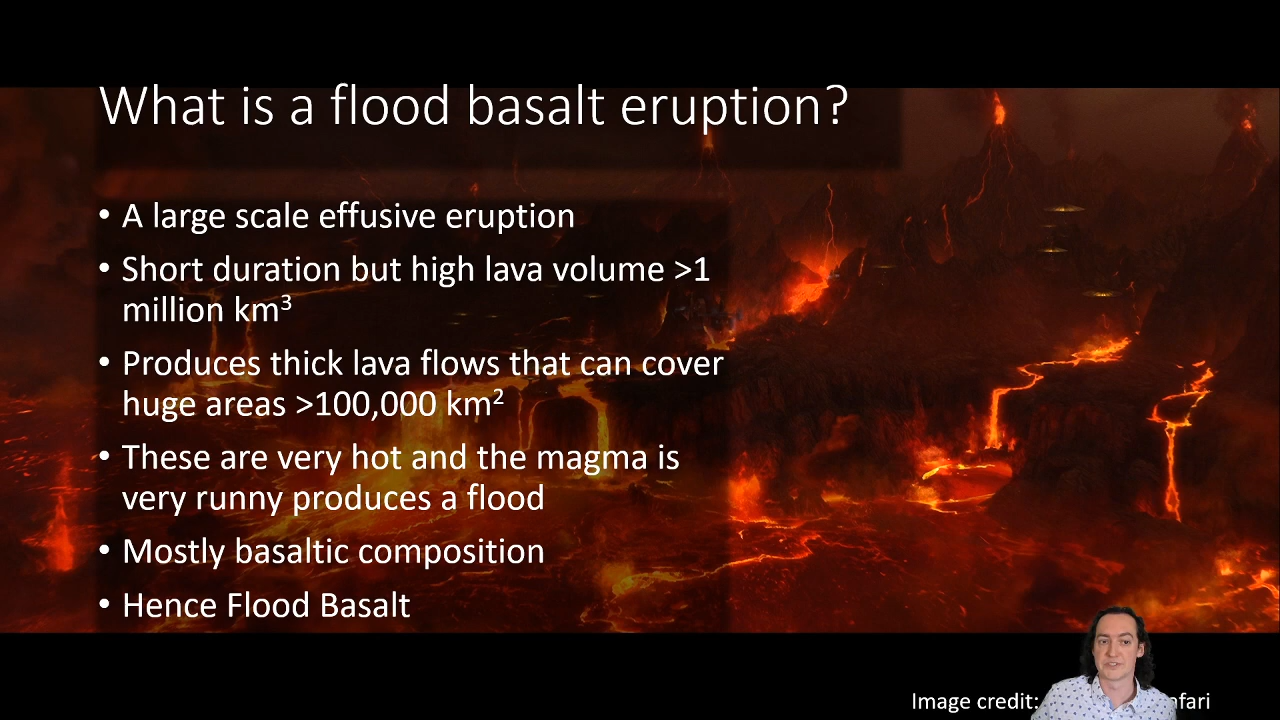 What is a flood basalt eruption?
• A large scale effusive eruption
• Short duration but high lava volume >1
million km³
• Produces thick lava flows that can cover
huge areas >100,000 km²
• These are very hot and the magma is
very runny produces a flood
• Mostly basaltic composition
• Hence Flood Basalt
Image credit: